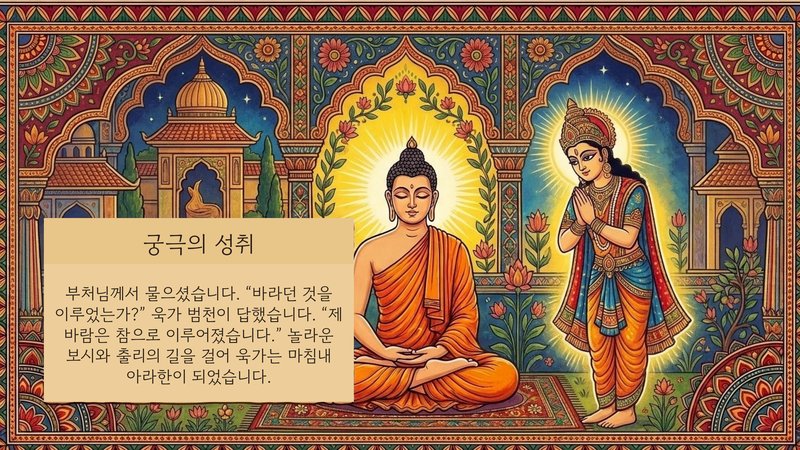 궁극의 성취
부처님께서 물으셨습니다. “바라던 것을
이루었는가?” 욱가 범천이 답했습니다. “제
바람은 참으로 이루어졌습니다.” 놀라운
보시와 출리의 길을 걸어 욱가는 마침내
아라한이 되었습니다.